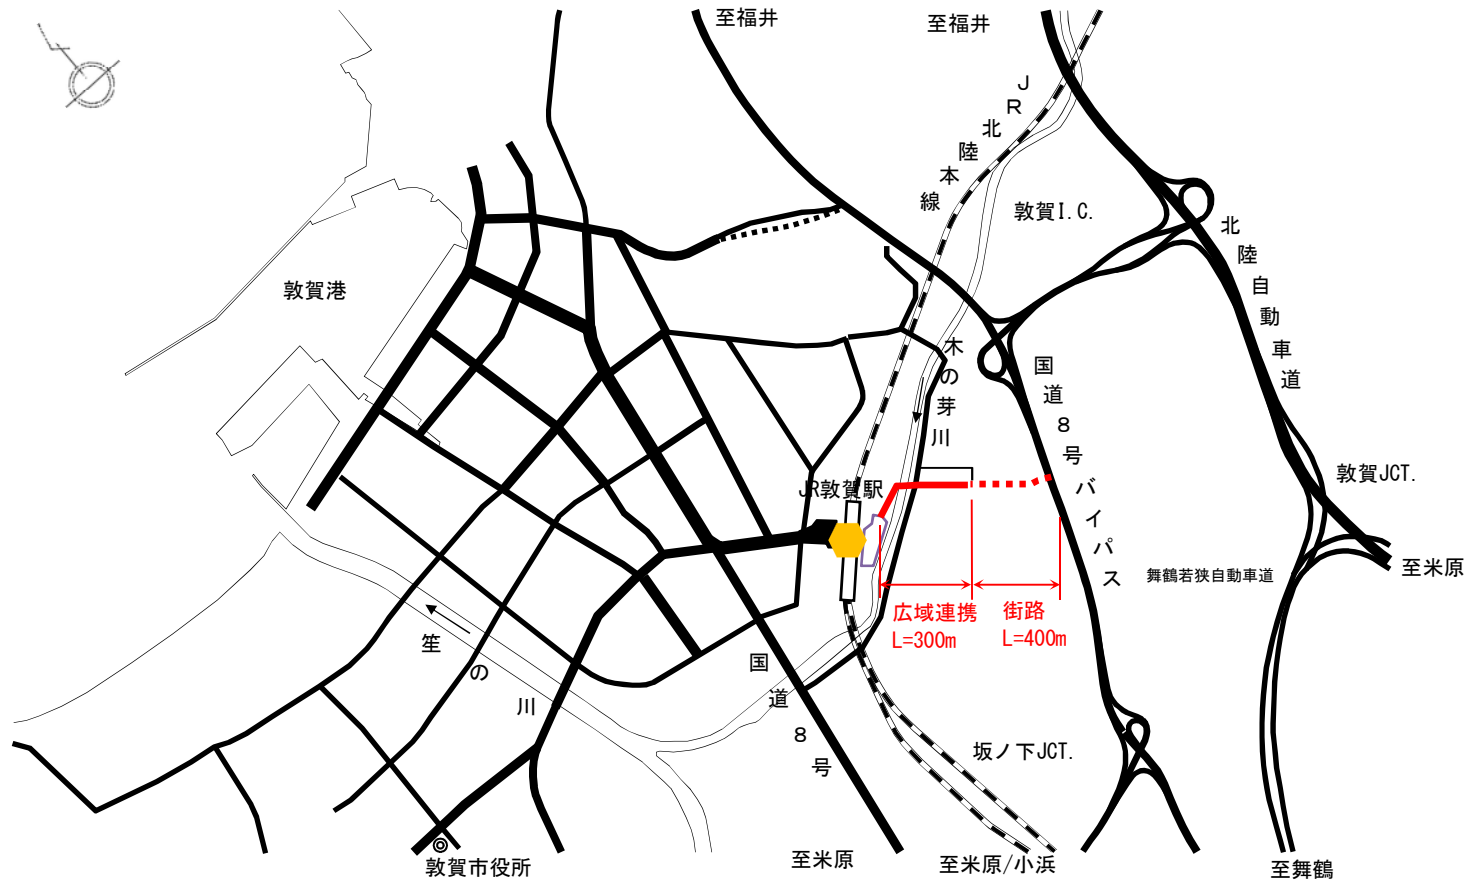 至福井
至福井
JR北陸本線
敦賀I.C.
北陸自動車道
敦賀港
木の芽川
国道8号バイパス
敦賀JCT.
JR敦賀駅
至米原
舞鶴若狭自動車道
広域連携
L=300m
街路
L=400m
笙の川
国道8号
坂ノ下JCT.
至米原
至米原/小浜
敦賀市役所
至舞鶴